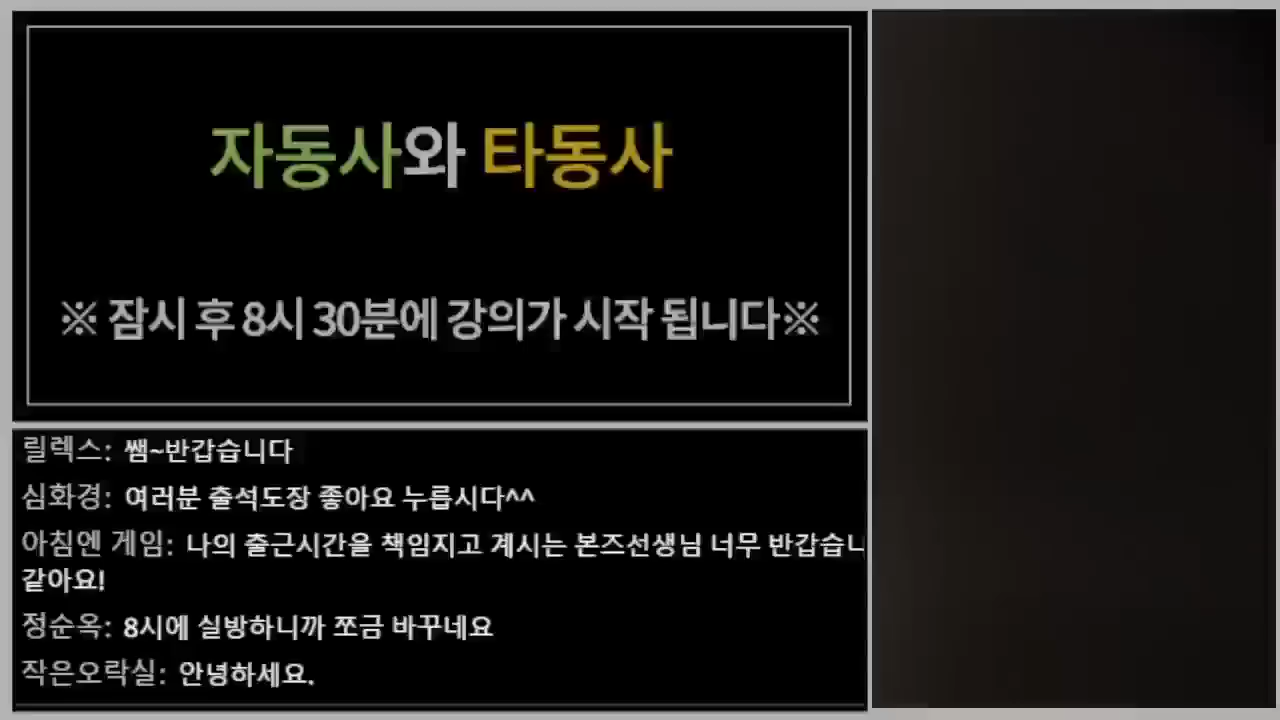 자동사와 타동사
※ 잠시 후 8시 30분에 강의가 시작 됩니다※
릴렉스: 쌤~반갑습니다
심화경: 여러분 출석도장 좋아요 누릅시다^^
아침엔 게임: 나의 출근시간을 책임지고 계시는 본즈선생님 너무 반갑습니
같아요!
정순옥: 8시에 실방하니까 쪼금 바꾸네요
작은오락실: 안녕하세요.